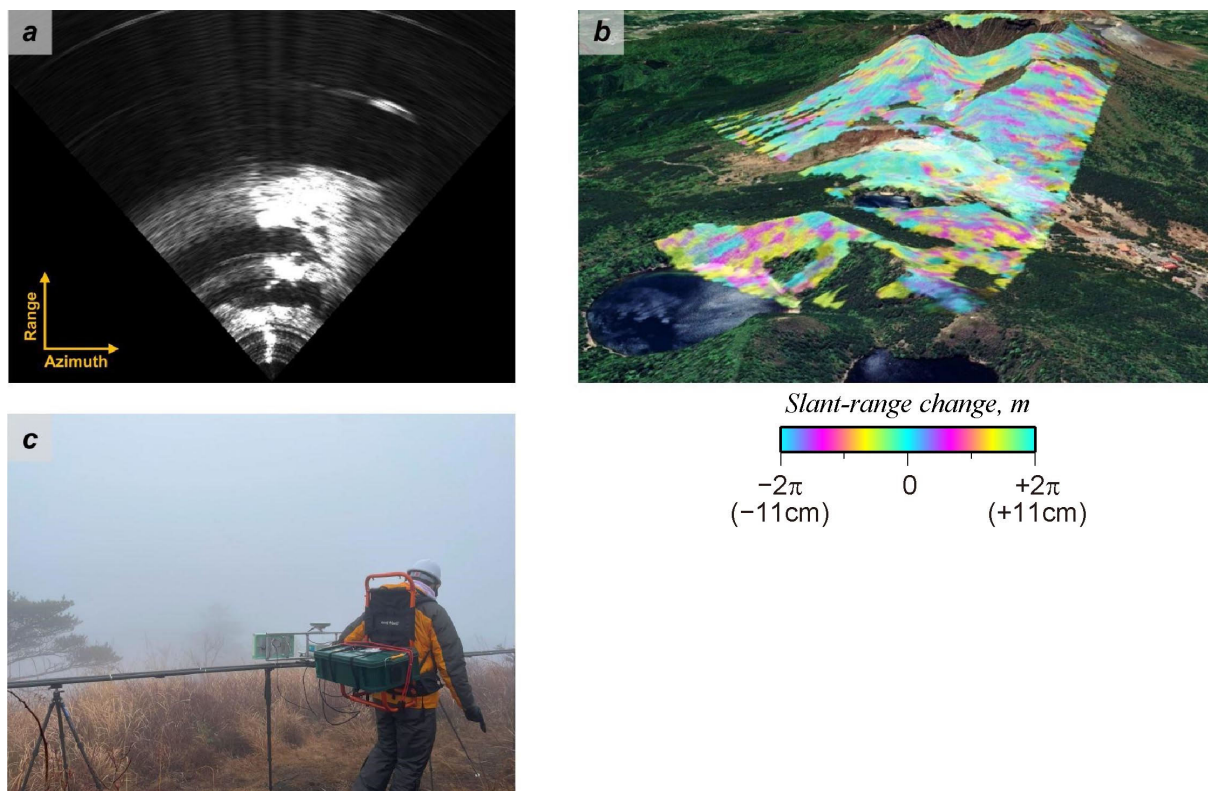 a
Range
Azimuth
b
Slant-range change, m
−2π
0
+2π
(−11cm)
(+11cm)
c